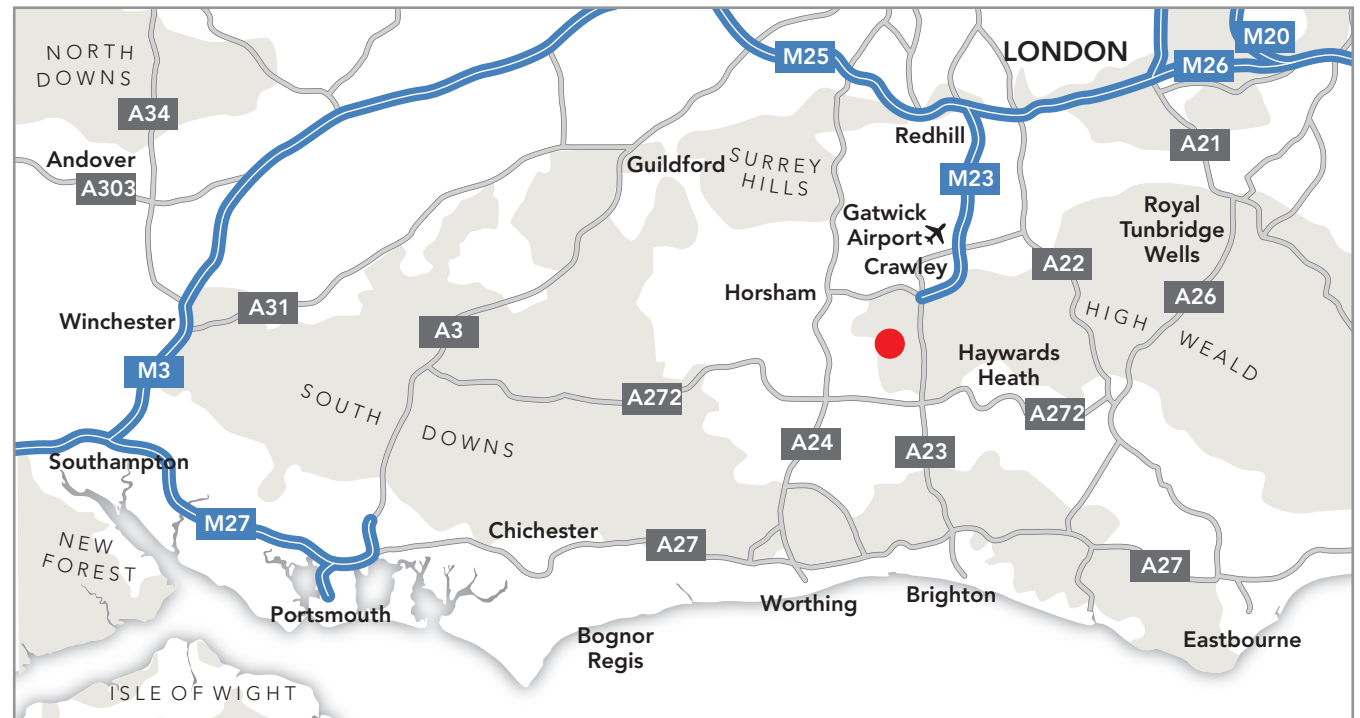 NORTH
DOWNS
M25
LONDON
M20
M26
A34
Redhill
A21
Andover
A303
Guildford
SURREY
HILLS
M23
Gatwick
Airport
Royal
Tunbridge
Wells
Crawley
A22
Horsham
A26
A31
Winchester
A3
HIGH WEALD
M3
Haywards
Heath
A272
A272
SOUTH DOWNS
A24
A23
Southampton
M27
Chichester
A27
NEW
FOREST
A27
Portsmouth
Worthing
Brighton
Bognor
Regis
Eastbourne
ISLE OF WIGHT